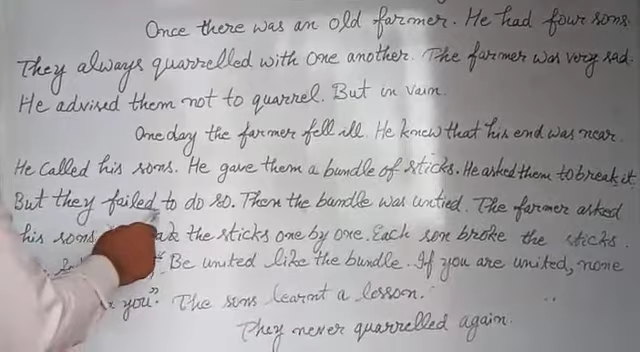 Once there was an old farmer. He had four sons.
They always quarrelled with one another. The farmer was very sad.
He advised them not to quarrel. But in vain.
One day the farmer fell ill. He knew that his end was near.
He called his sons. He gave them a bundle of sticks. He asked them to break it.
But they failed to do so. Then the bundle was untied. The farmer asked
his sons the sticks one by one. Each son broke the sticks.
" Be united like the bundle. If you are united, none
you". The sons learnt a lesson.
They never quarrelled again.